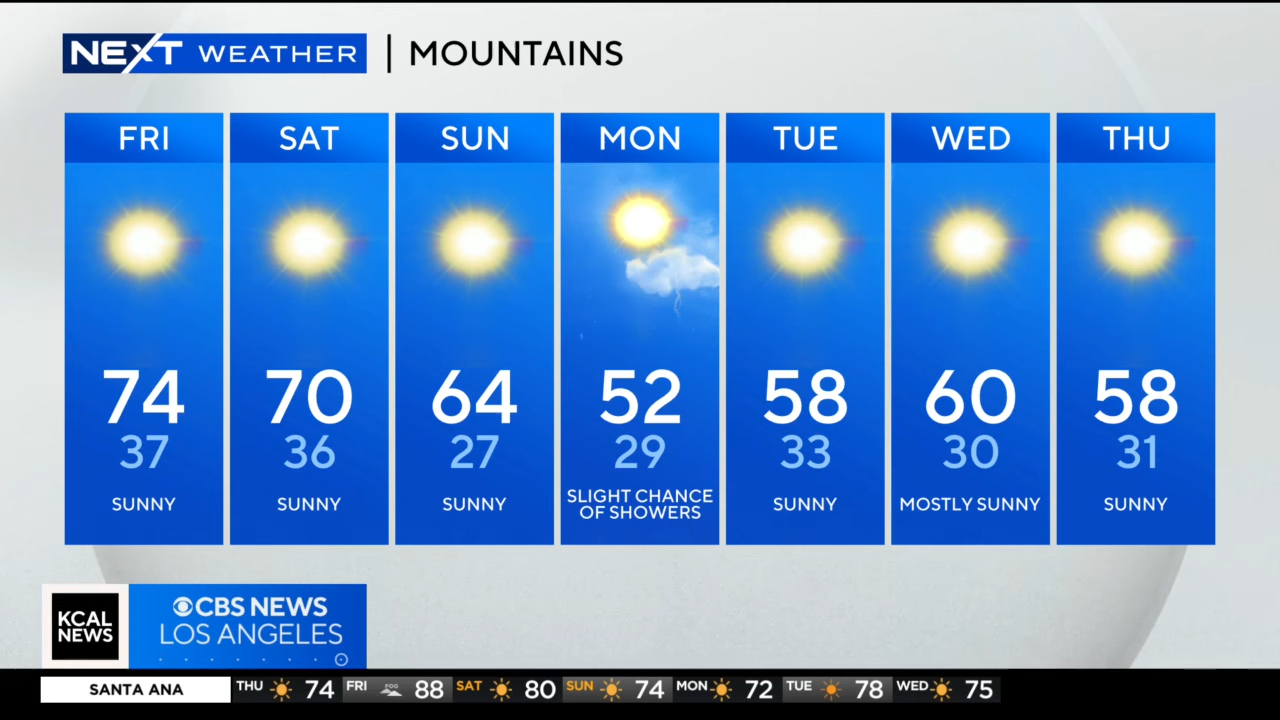 NEXT WEATHER | MOUNTAINS
FRI SAT SUN MON TUE WED THU
74 70 64 52 58 60 58
37 36 27 29 33 30 31
SUNNY SUNNY SUNNY SLIGHT CHANCE OF SHOWERS SUNNY MOSTLY SUNNY SUNNY
KCAL NEWS
CBS NEWS
LOS ANGELES
SANTA ANA THU 74 FRI FOG 88 SAT 80 SUN 74 MON 72 TUE 78 WED 75